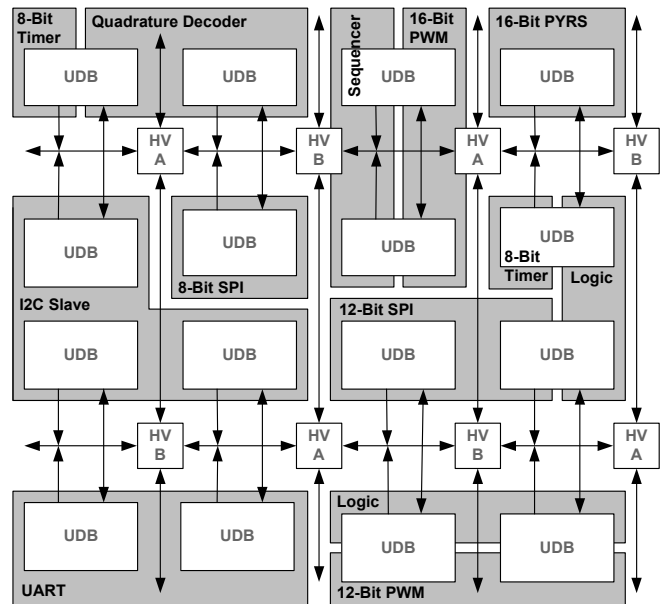 8-Bit Timer
Quadrature Decoder
Sequencer
16-Bit PWM
16-Bit PYRS
UDB
UDB
UDB
UDB
HV A
HV B
HV A
HV B
UDB
UDB
UDB
UDB
8-Bit SPI
8-Bit Timer
Logic
I2C Slave
12-Bit SPI
UDB
UDB
UDB
UDB
HV B
HV A
HV B
HV A
Logic
UDB
UDB
UDB
UDB
UART
12-Bit PWM